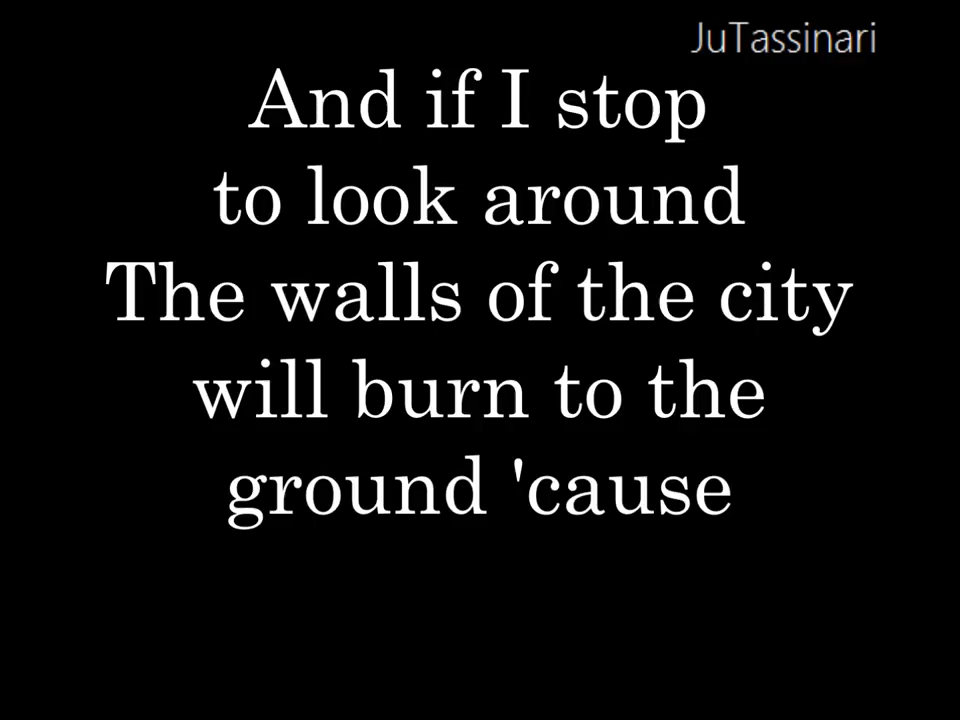 JuTassinari
And if I stop
to look around
The walls of the city
will burn to the
ground 'cause